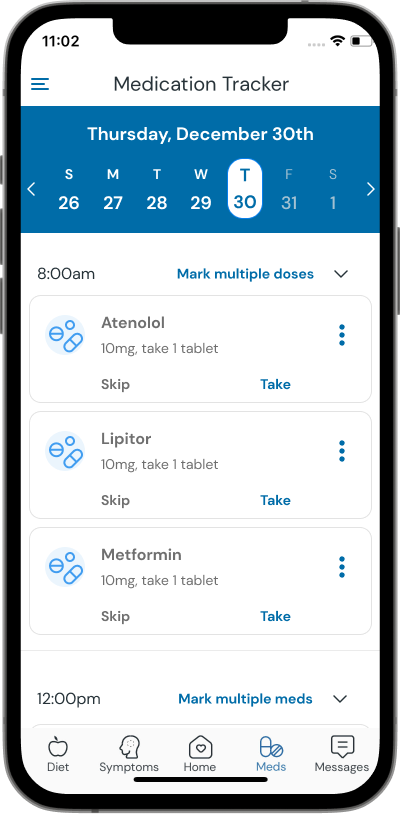 11:02
Medication Tracker
Thursday, December 30th
S M T W T F S
26 27 28 29 30 31 1
8:00am Mark multiple doses
Atenolol
10mg, take 1 tablet
Skip Take
Lipitor
10mg, take 1 tablet
Skip Take
Metformin
10mg, take 1 tablet
Skip Take
12:00pm Mark multiple meds
Diet Symptoms Home Meds Messages